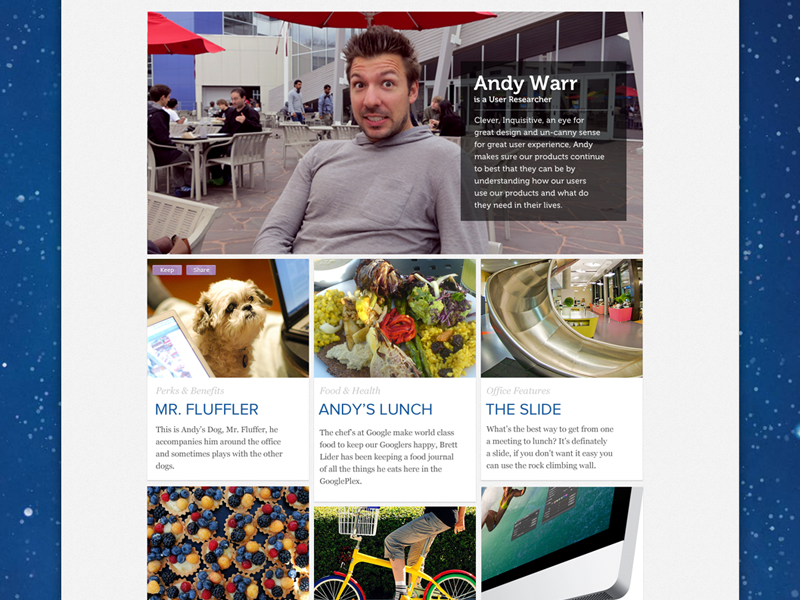 Andy Warr
is a User Researcher
Clever, Inquisitive, an eye for
great design and un-canny sense
for great user experience, Andy
makes sure our products continue
to best that they can be by
understanding how our users
use our products and what do
they need in their lives.
Keep
Share
Perks & Benefits
MR. FLUFFLER
This is Andy's Dog, Mr. Fluffer, he
accompanies him around the office
and sometimes plays with the other
dogs.
Food & Health
ANDY'S LUNCH
The chef's at Google make world class
food to keep our Googlers happy, Brett
Lider has been keeping a food journal
of all the things he eats here in the
GooglePlex.
Office Features
THE SLIDE
What's the best way to get from one
a meeting to lunch? It's definately
a slide, if you don't want it easy you
can use the rock climbing wall.